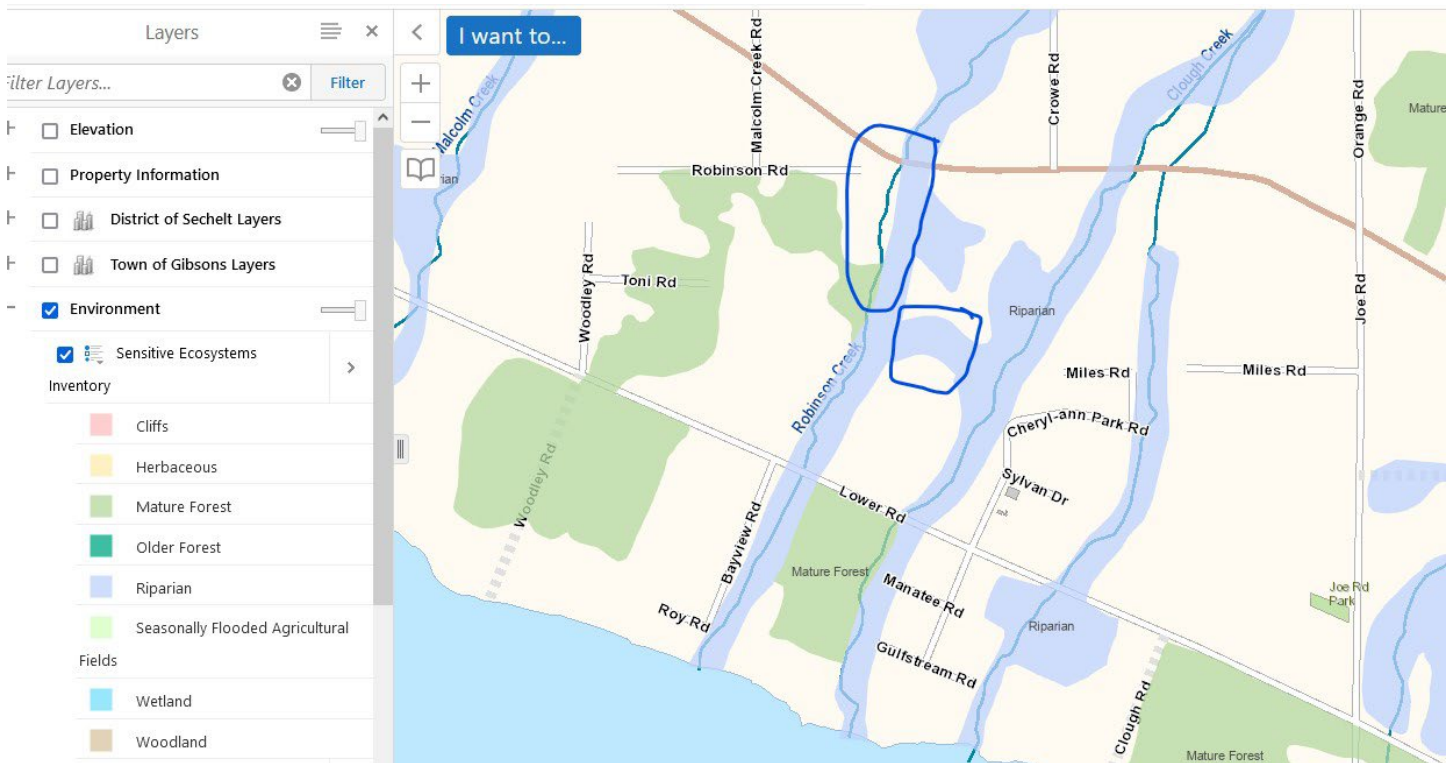 Layers
I want to...
Filter Layers...
Filter
Elevation
Property Information
District of Sechelt Layers
Town of Gibsons Layers
Environment
Sensitive Ecosystems
Inventory
Cliffs
Herbaceous
Mature Forest
Older Forest
Riparian
Seasonally Flooded Agricultural
Fields
Wetland
Woodland
Malcolm Creek
Malcolm Creek Rd
Crowe Rd
Clough Creek
Orange Rd
Mature
rian
Robinson Rd
Woodley Rd
Toni Rd
Riparian
Joe Rd
Robinson Creek
Miles Rd
Miles Rd
Cheryl-ann Park Rd
Woodley Rd
Sylvan Dr
Lower Rd
Bayview Rd
Mature Forest
Manatee Rd
Joe Rd
Park
Roy Rd
Riparian
Gulfstream Rd
Clough Rd
Mature Forest